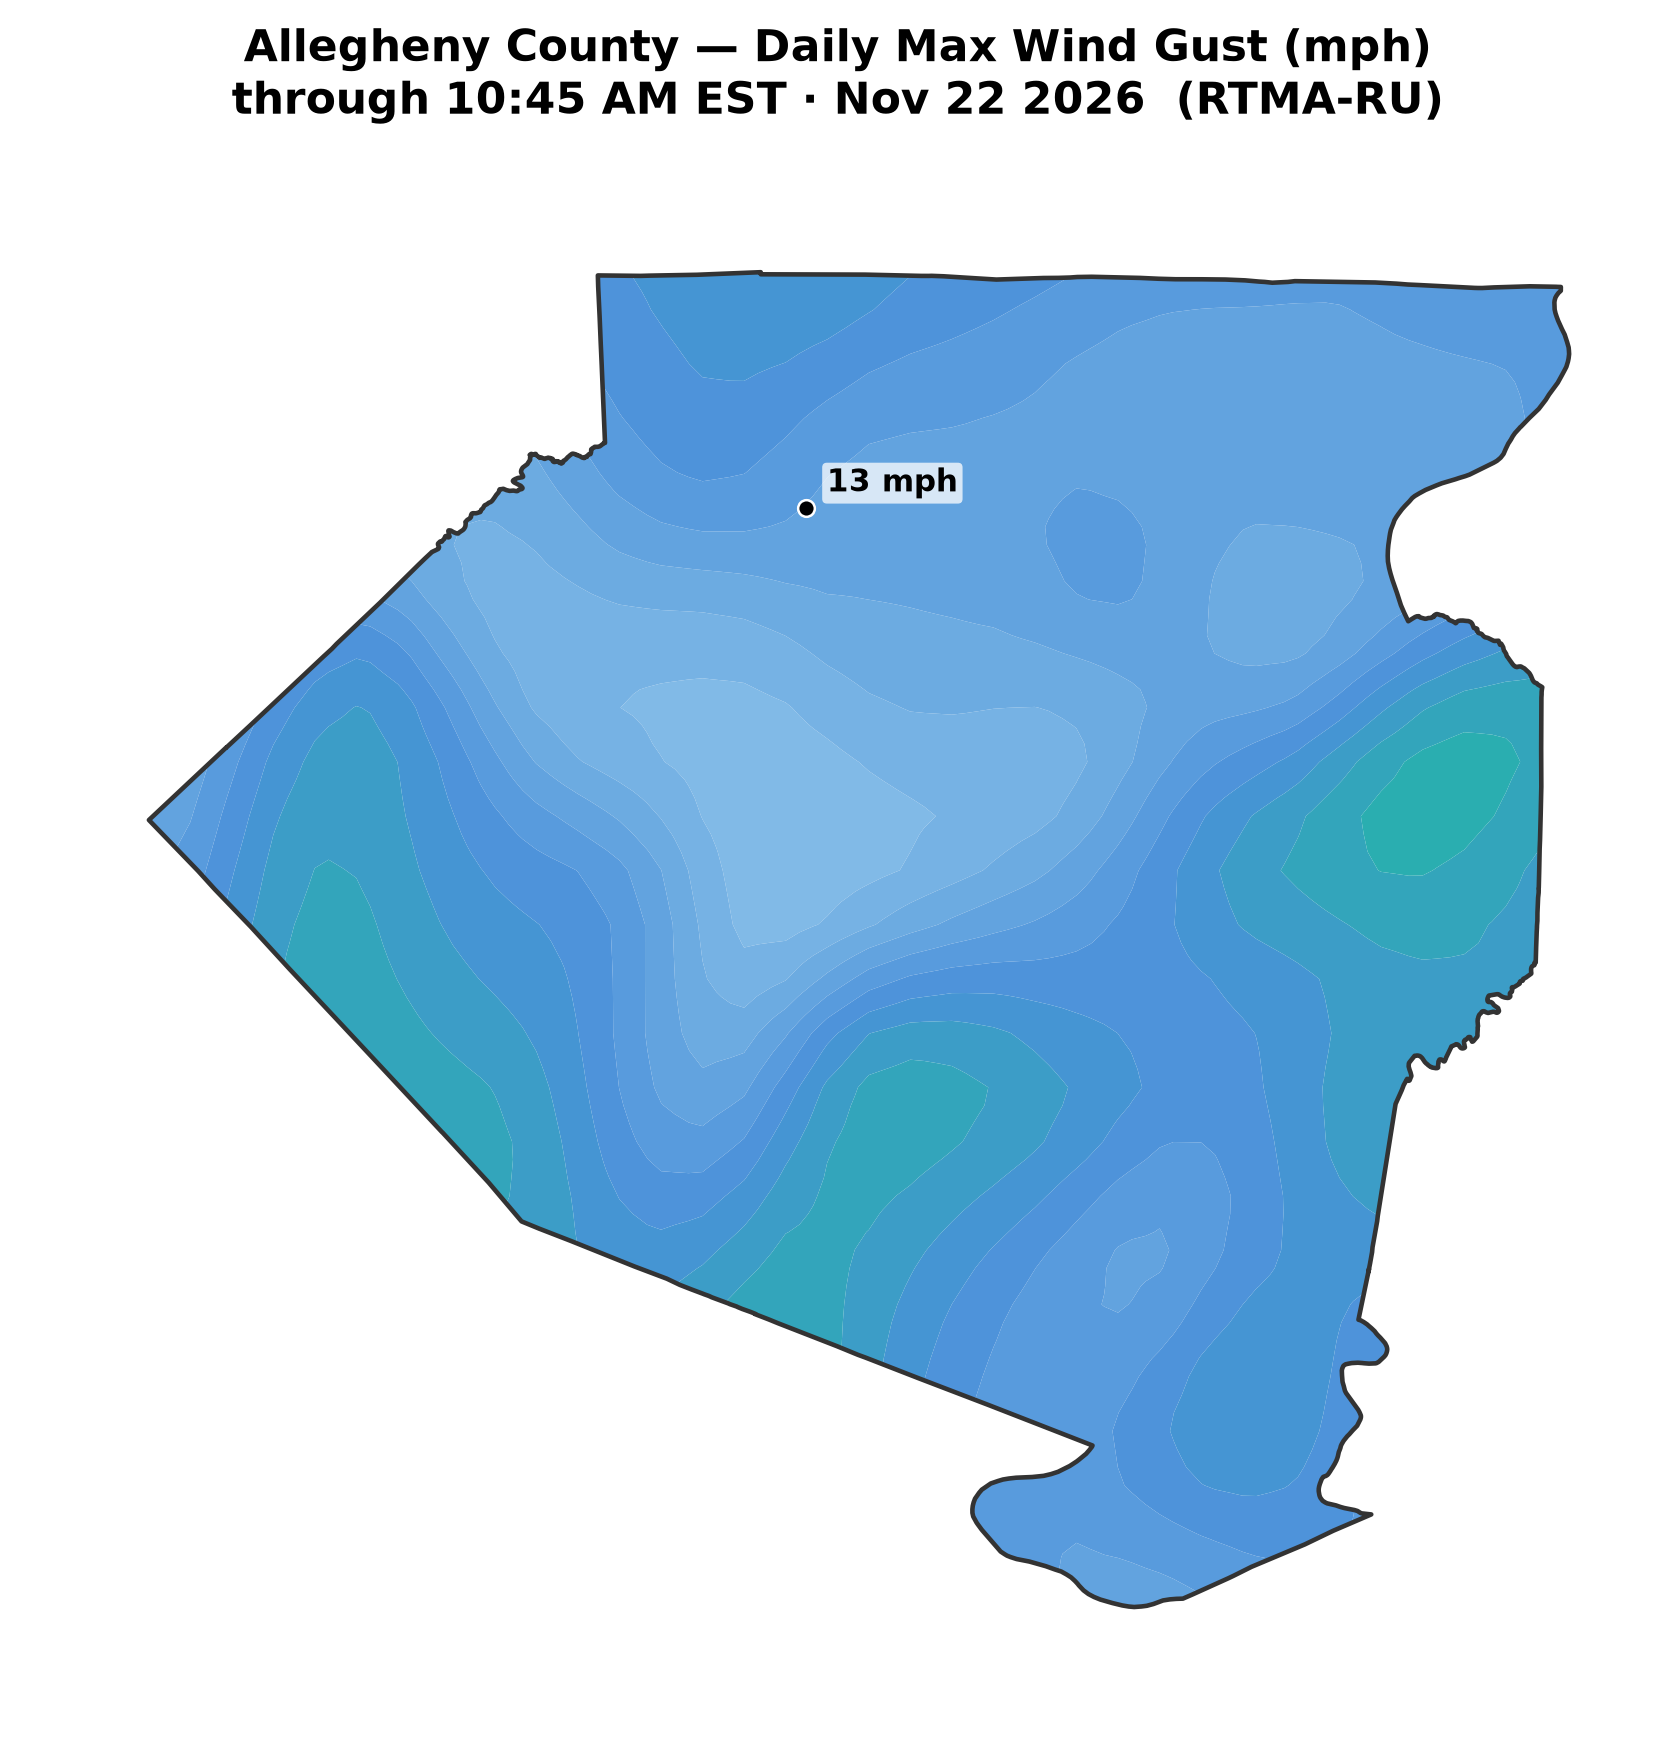 Allegheny County — Daily Max Wind Gust (mph)
through 10:45 AM EST · Nov 22 2026 (RTMA-RU)
13 mph